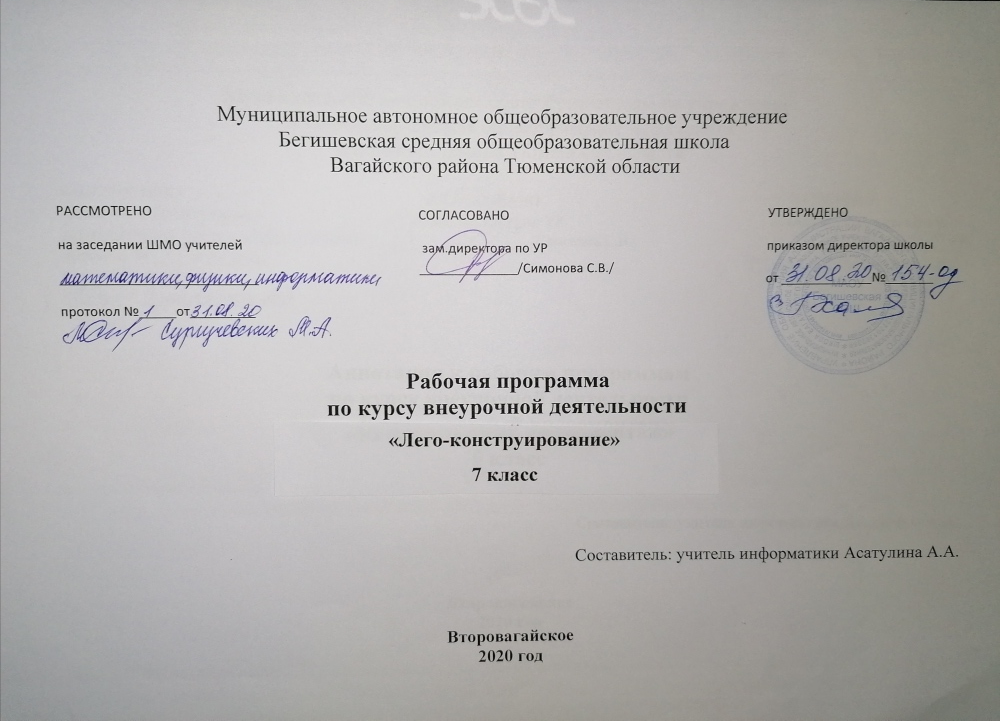 Муниципальное автономное общеобразовательное учреждение
Бегишевская средняя общеобразовательная школа
Вагайского района Тюменской области
РАССМОТРЕНО
на заседании ШМО учителей
математики, физики, информатики
протокол № 1 от 31.08.20
СОГЛАСОВАНО
зам.директора по УР
/Симонова С.В./
УТВЕРЖДЕНО
приказом директора школы
от 31.08.20 № 154-од
Рабочая программа
по курсу внеурочной деятельности
«Лего-конструирование»
7 класс
Составитель: учитель информатики Асатулина А.А.
Второвагайское
2020 год